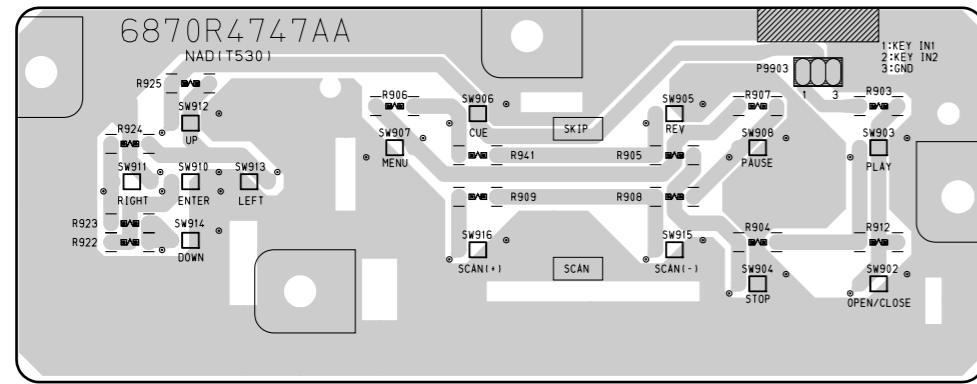 6870R4747AA
NAD(T530)
1:KEY IN1
2:KEY IN2
3:GND
P9903
1 3
R925
SW912
UP
R906
SW906
CUE
SW905
REV
R907
R903
R924
SW907
MENU
SKIP
SW908
PAUSE
SW903
PLAY
R941
R905
SW911
RIGHT
SW910
ENTER
SW913
LEFT
R909
R908
R923
R922
SW914
DOWN
SW916
SCAN(+)
SCAN
SW915
SCAN(-)
R904
R912
SW904
STOP
SW902
OPEN/CLOSE